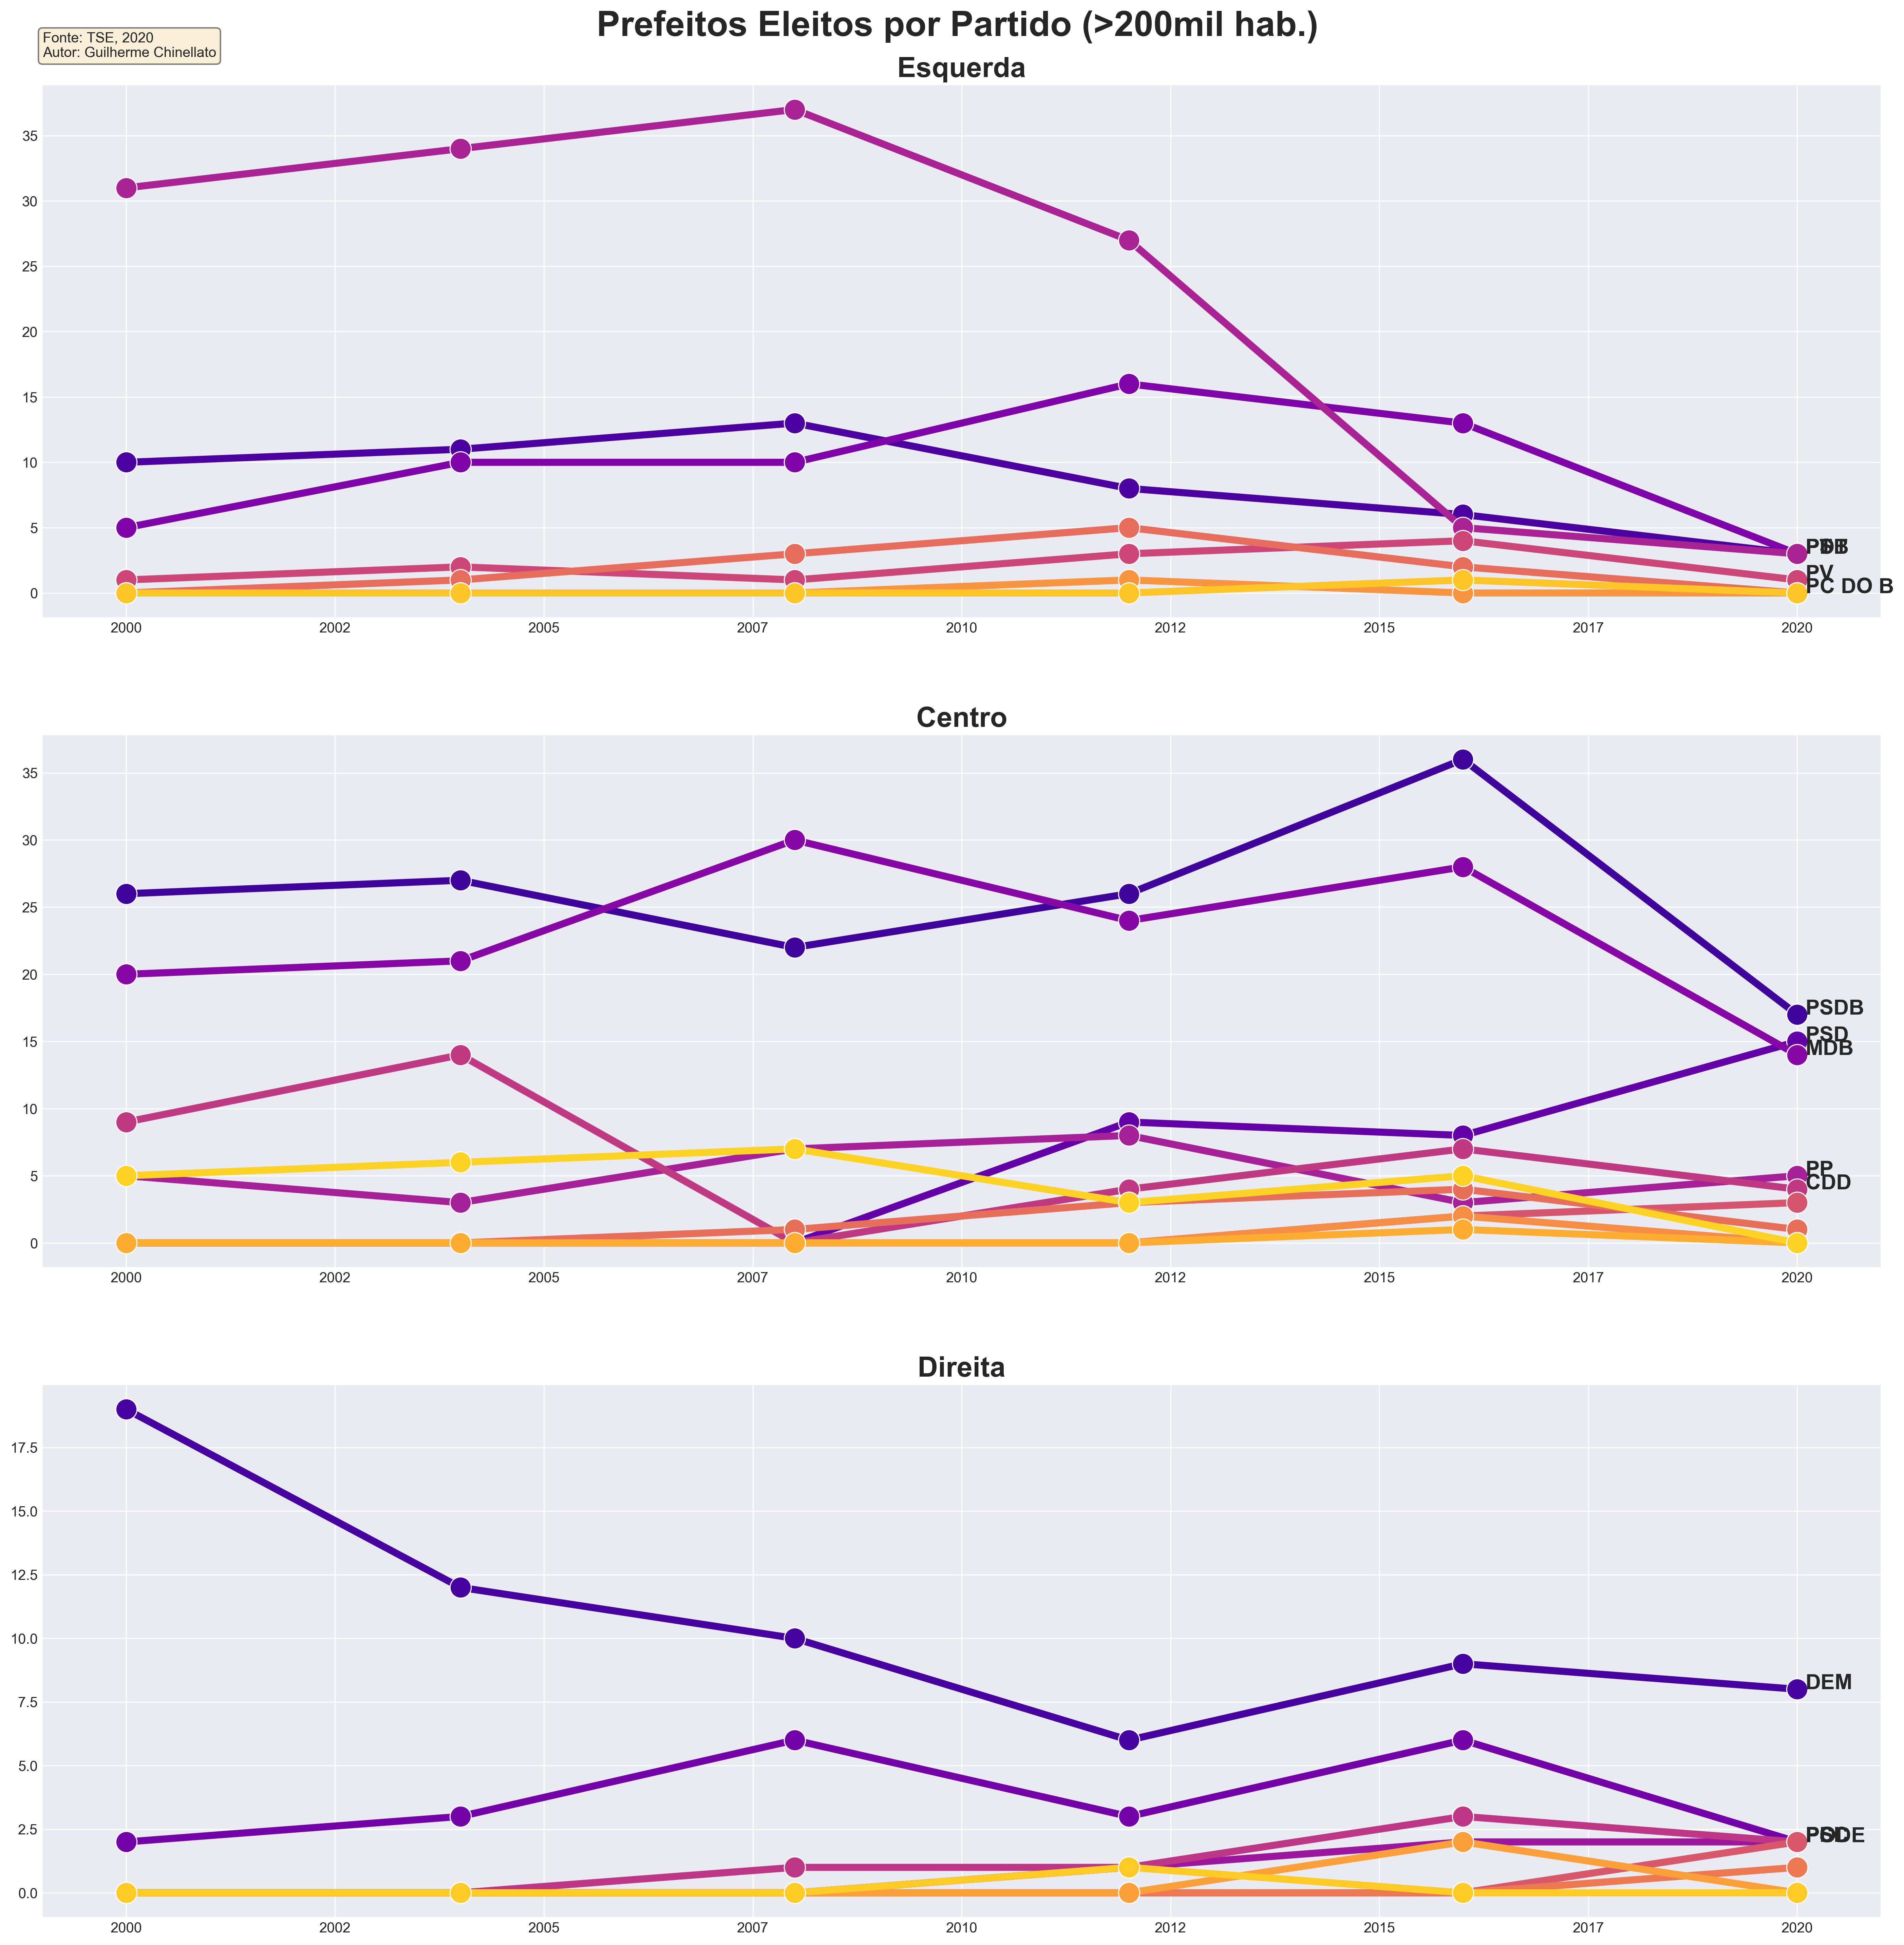 Prefeitos Eleitos por Partido (>200mil hab.)
Fonte: TSE, 2020
Autor: Guilherme Chinellato
Esquerda
35
30
25
20
15
10
5
0
PV
PC DO B
2000 2002 2005 2007 2010 2012 2015 2017 2020
Centro
35
30
25
20
15
10
5
0
PSDB
PSD
MDB
PP
CDD
2000 2002 2005 2007 2010 2012 2015 2017 2020
Direita
17.5
15.0
12.5
10.0
7.5
5.0
2.5
0.0
DEM
2000 2002 2005 2007 2010 2012 2015 2017 2020